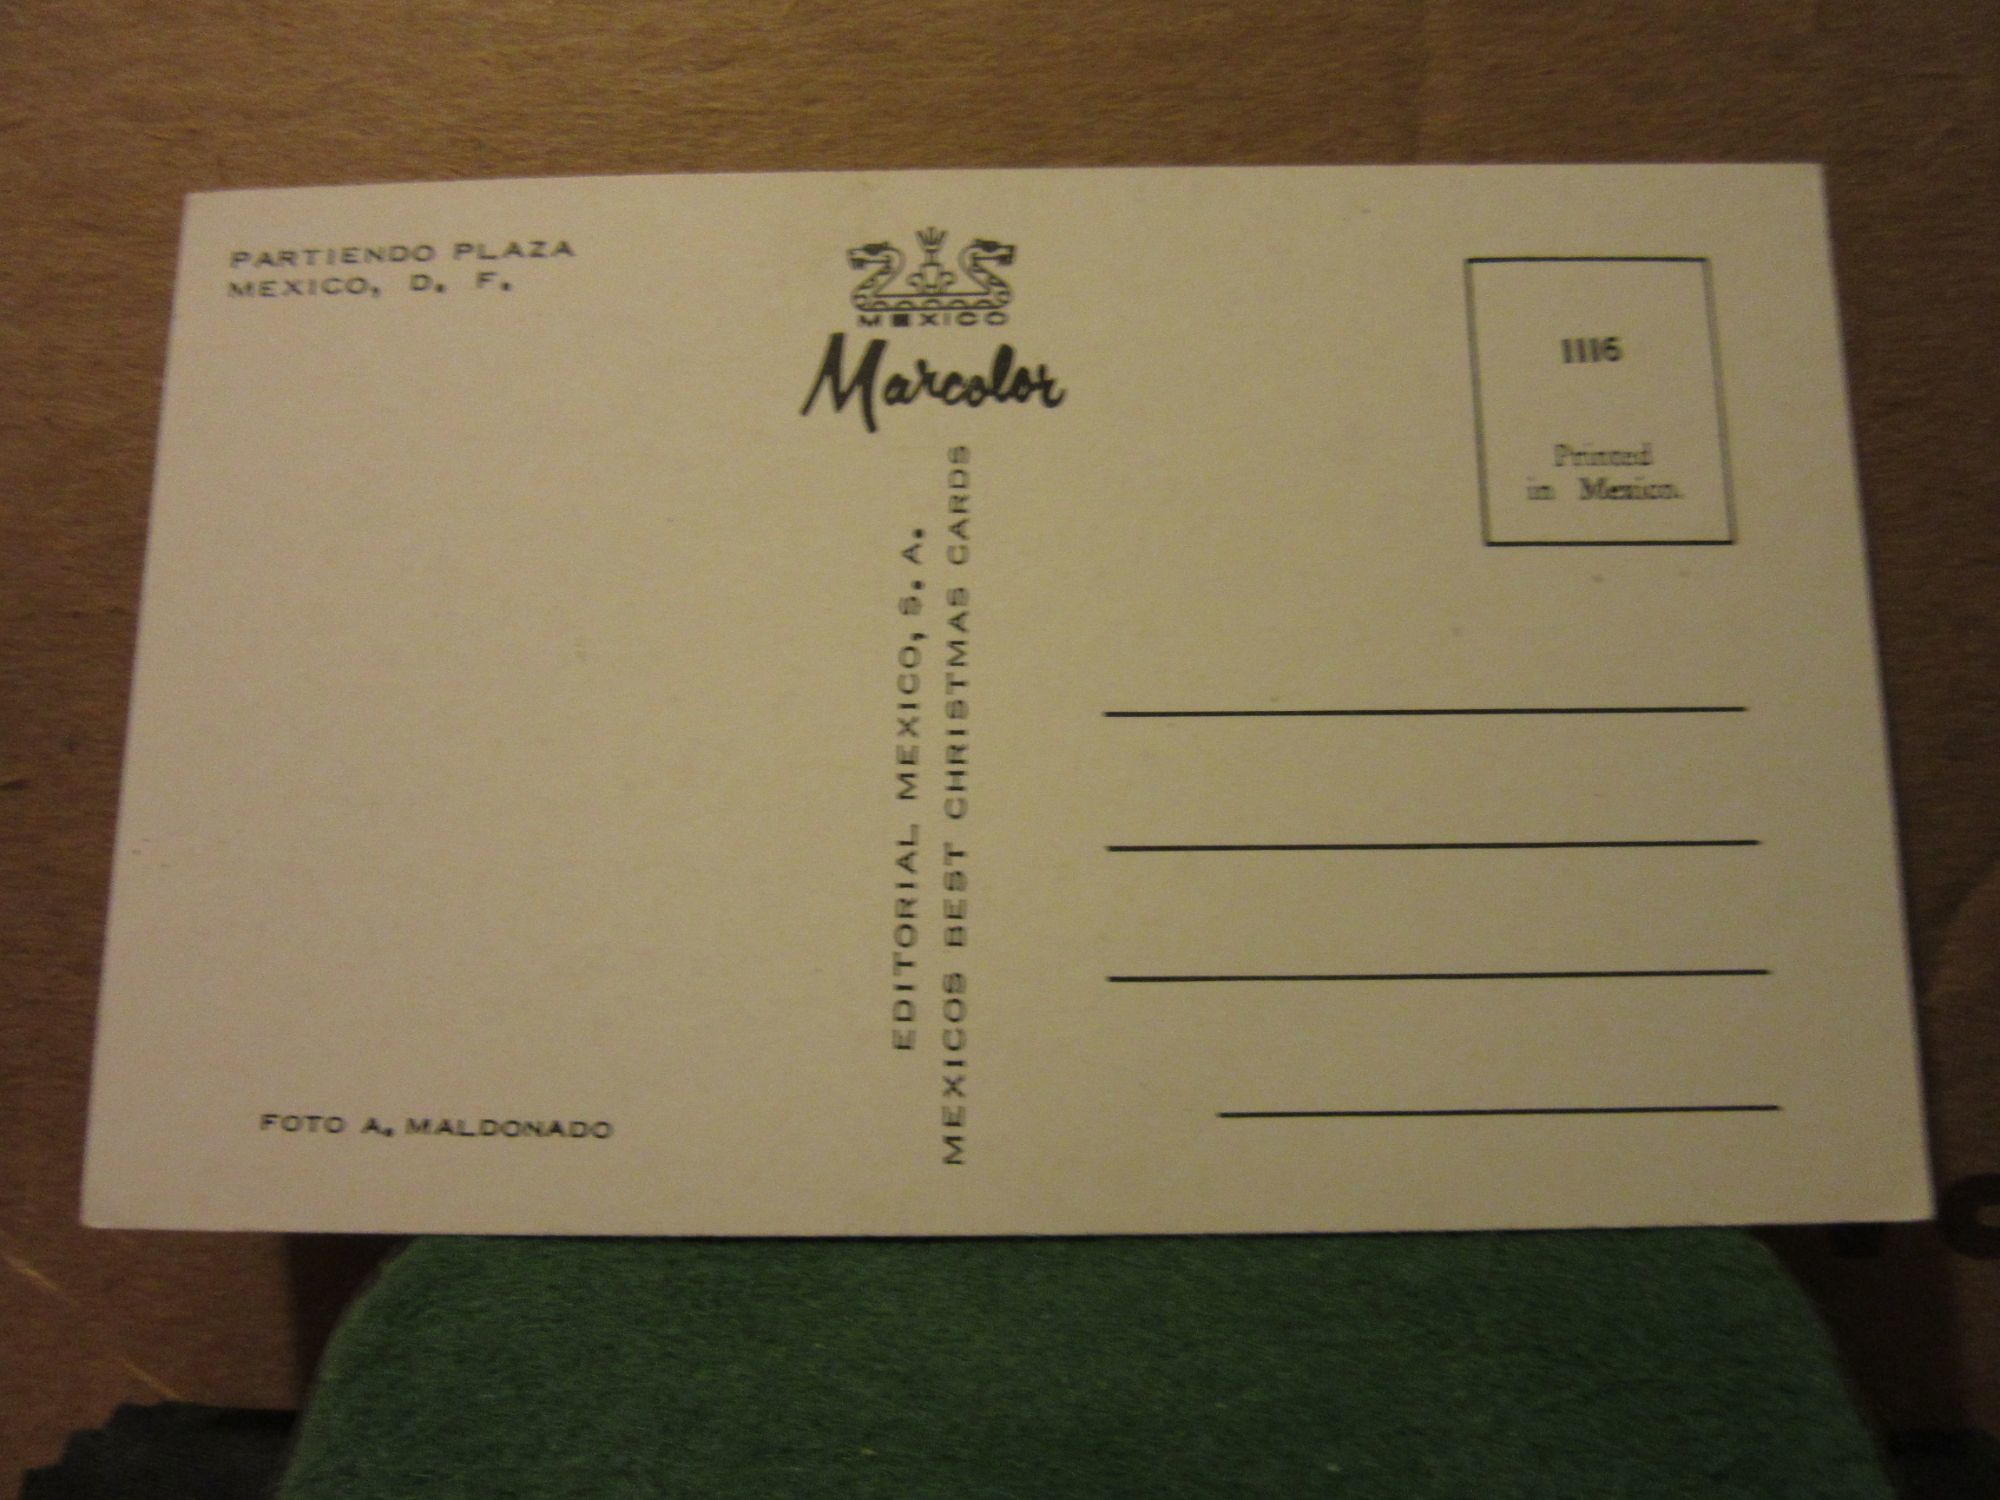 PARTIENDO PLAZA
MEXICO, D. F.
MEXICO
Marcolor
EDITORIAL MEXICO, S. A.
MEXICOS BEST CHRISTMAS CARDS
1116
Printed
in Mexico.
FOTO A. MALDONADO